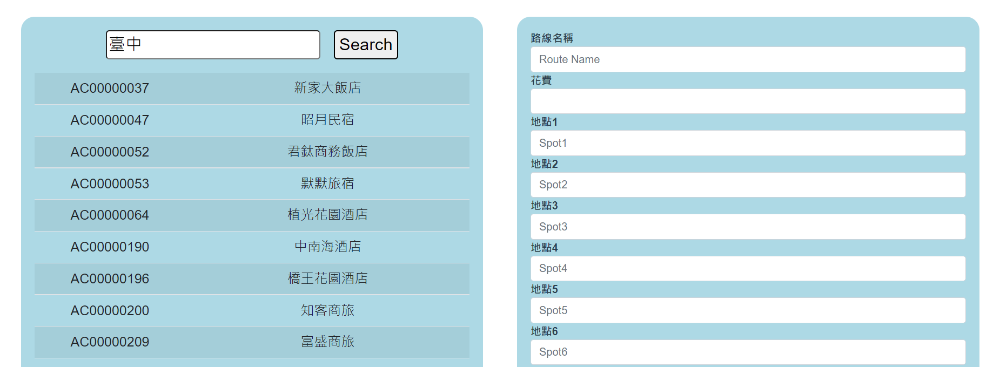 臺中
Search
AC00000037 新家大飯店
AC00000047 昭月民宿
AC00000052 君鈦商務飯店
AC00000053 默默旅宿
AC00000064 植光花園酒店
AC00000190 中南海酒店
AC00000196 橋王花園酒店
AC00000200 知客商旅
AC00000209 富盛商旅
路線名稱
Route Name
花費
地點1
Spot1
地點2
Spot2
地點3
Spot3
地點4
Spot4
地點5
Spot5
地點6
Spot6